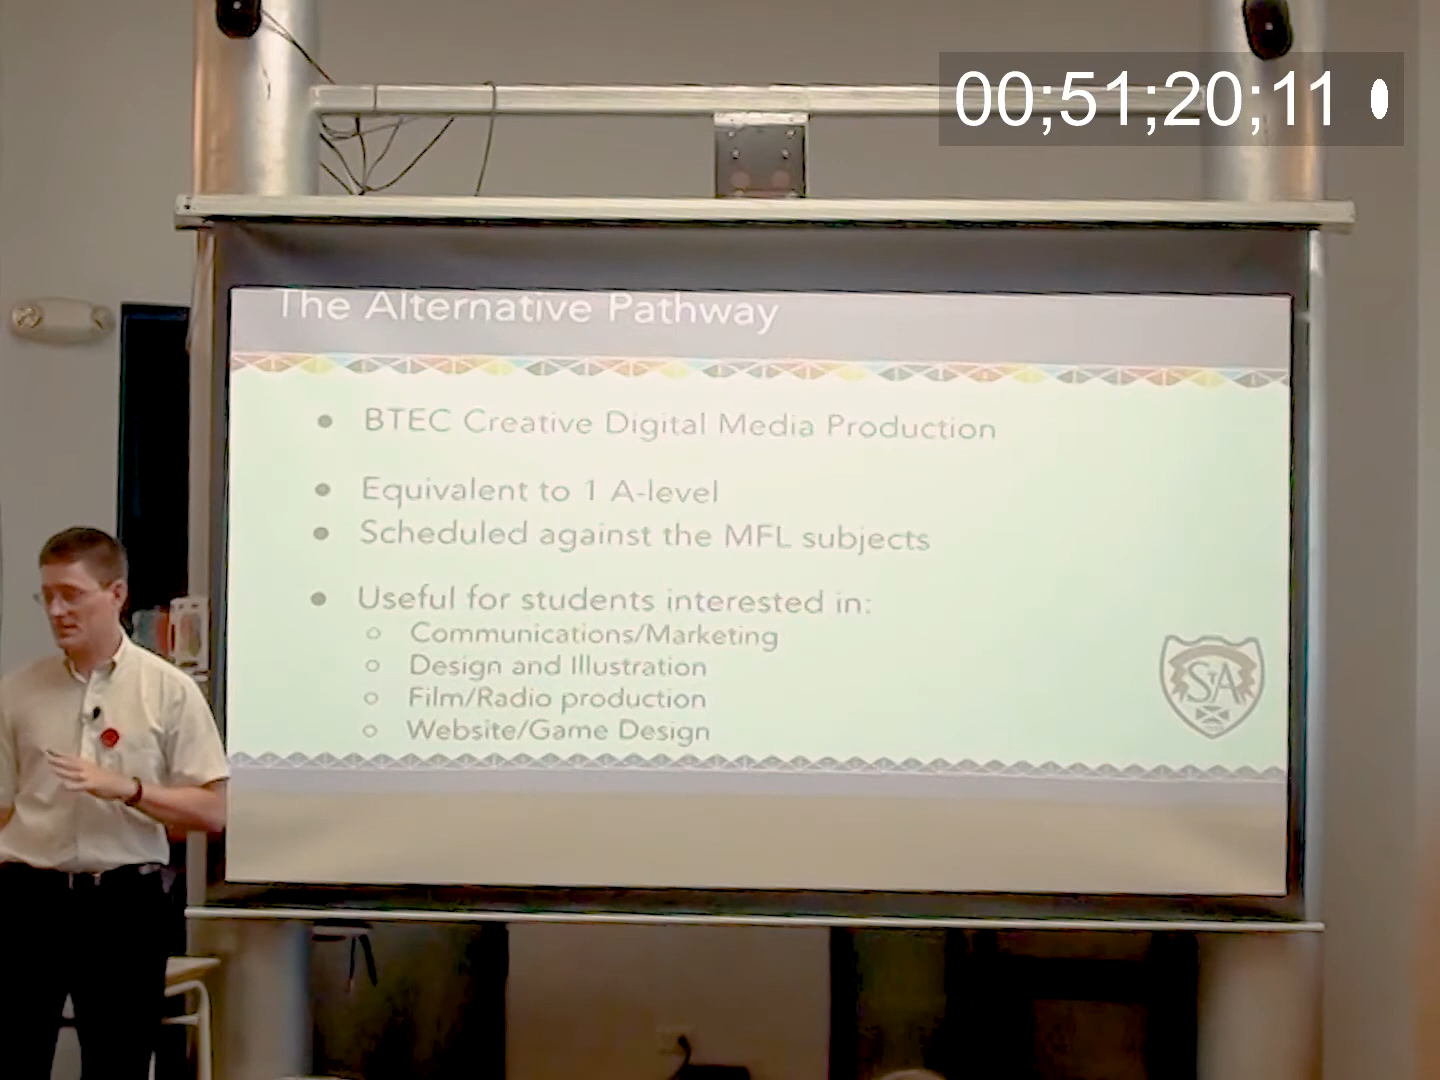 00;51;20;11
The Alternative Pathway
BTEC Creative Digital Media Production
Equivalent to 1 A-level
Scheduled against the MFL subjects
Useful for students interested in:
Communications/Marketing
Design and Illustration
Film/Radio production
Website/Game Design
StA